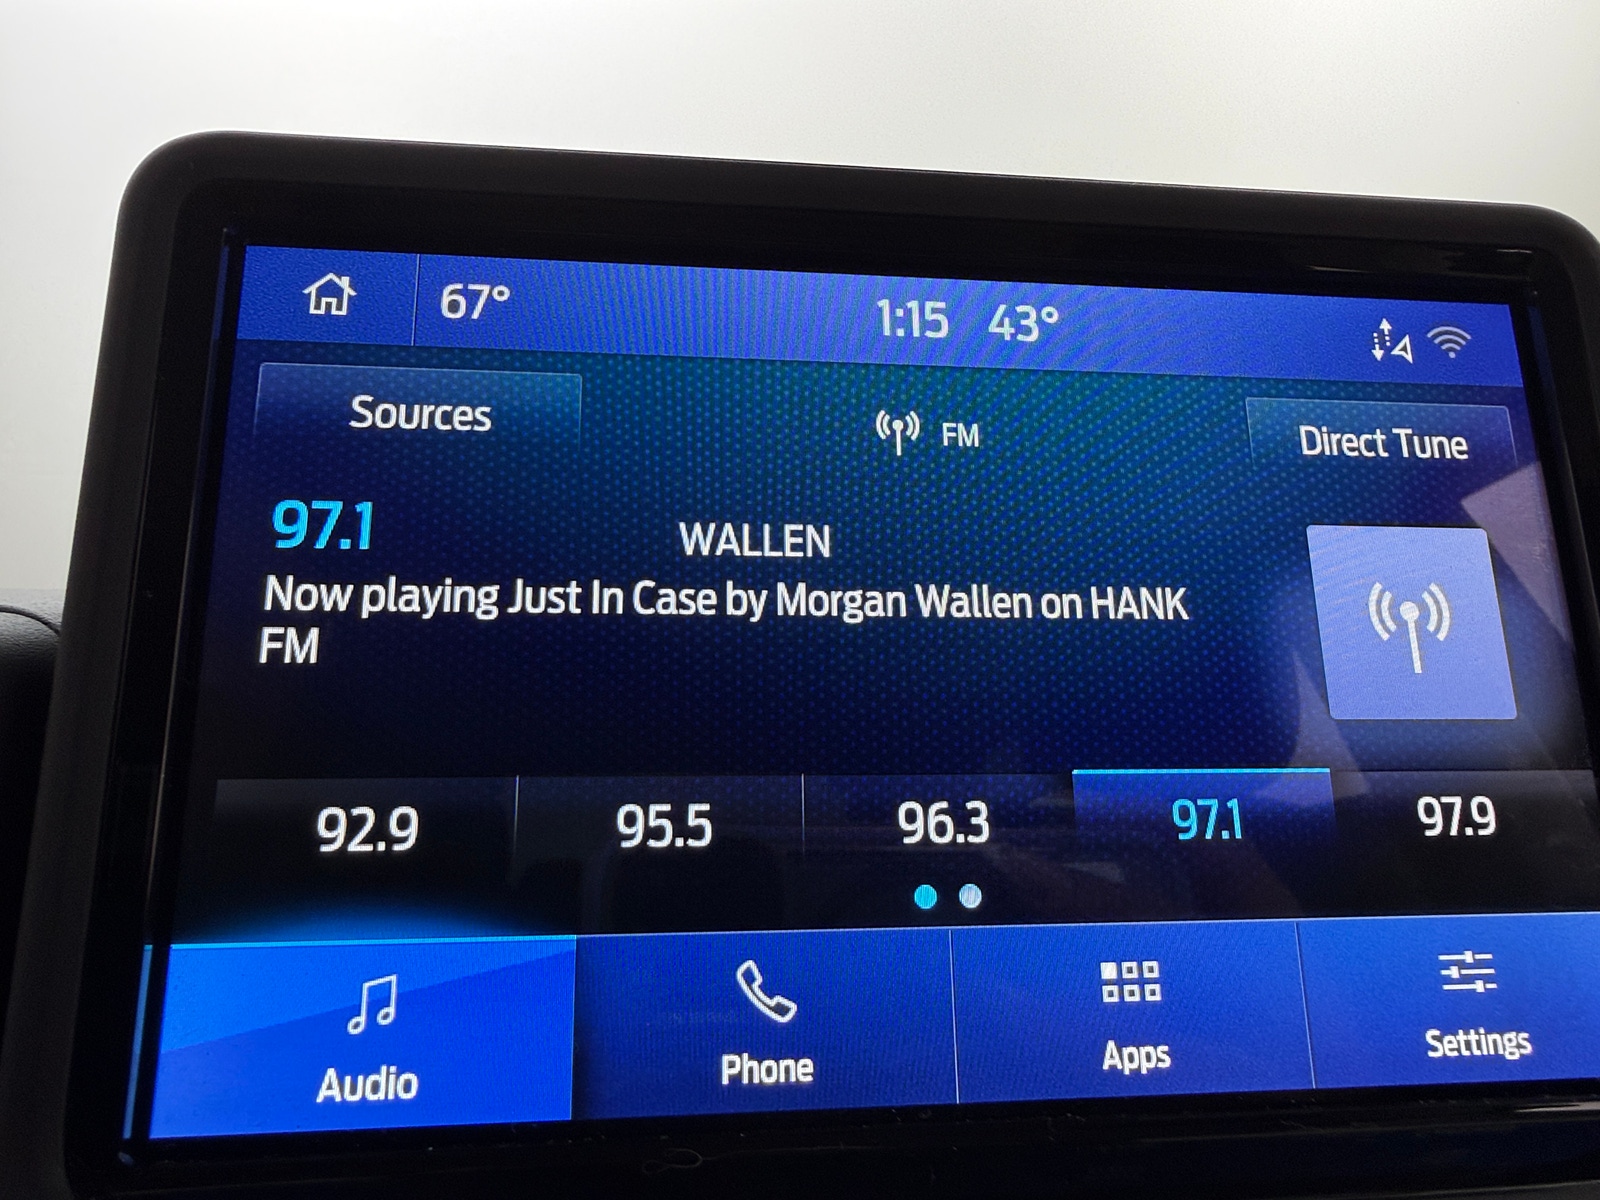 67° 1:15 43°
Sources FM Direct Tune
97.1 WALLEN
Now playing Just In Case by Morgan Wallen on HANK
FM
92.9 95.5 96.3 97.1 97.9
Audio Phone Apps Settings